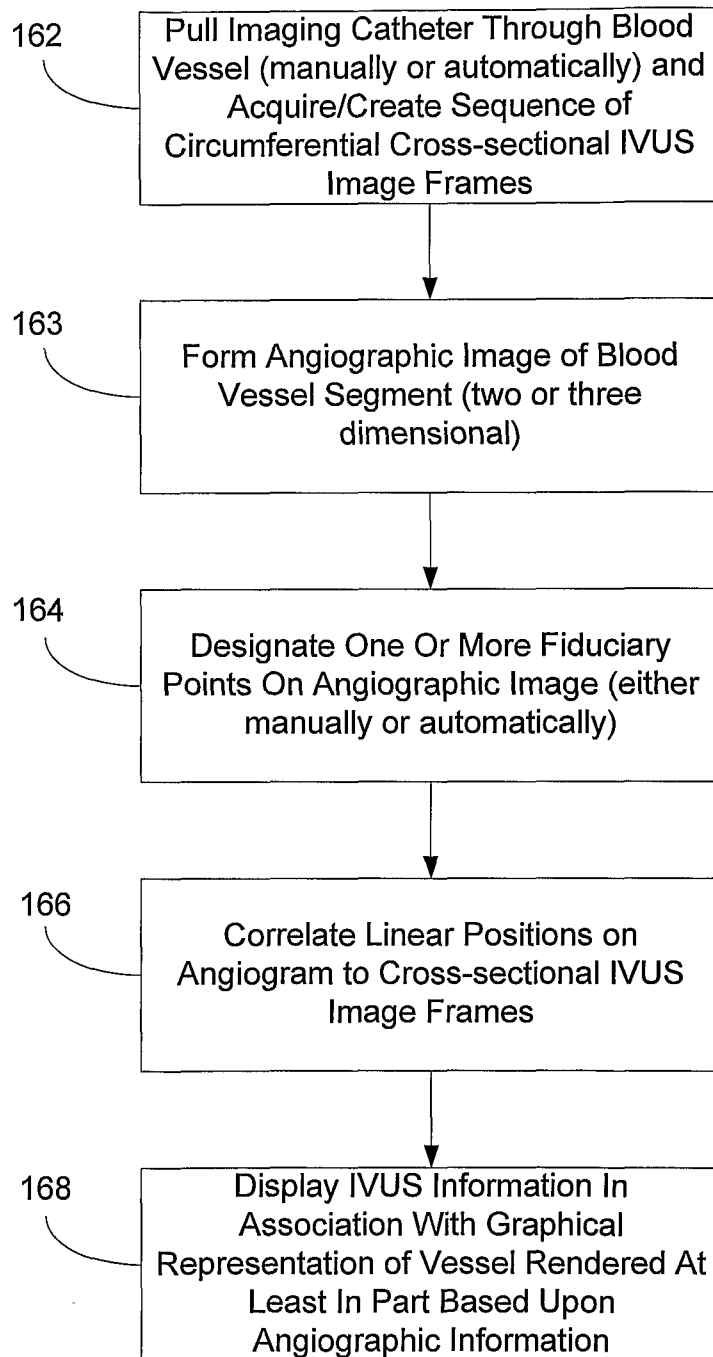 162
Pull Imaging Catheter Through Blood
Vessel (manually or automatically) and
Acquire/Create Sequence of
Circumferential Cross-sectional IVUS
Image Frames
163
Form Angiographic Image of Blood
Vessel Segment (two or three
dimensional)
164
Designate One Or More Fiduciary
Points On Angiographic Image (either
manually or automatically)
166
Correlate Linear Positions on
Angiogram to Cross-sectional IVUS
Image Frames
168
Display IVUS Information In
Association With Graphical
Representation of Vessel Rendered At
Least In Part Based Upon
Angiographic Information